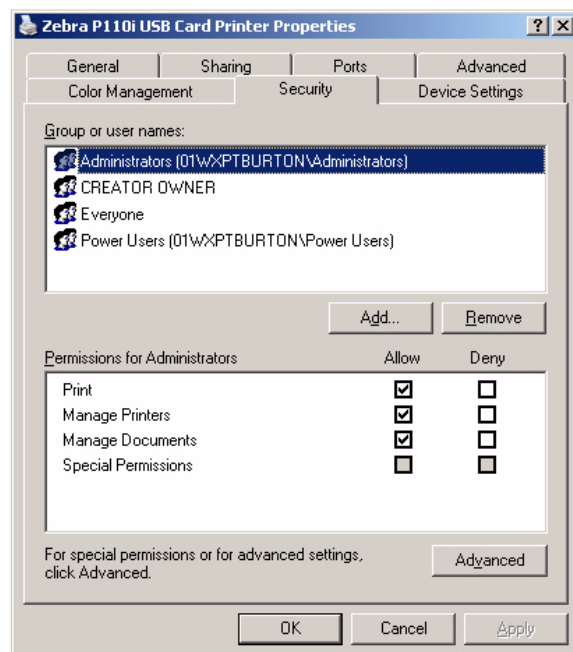 Zebra P110i USB Card Printer Properties
General Sharing Ports Advanced
Color Management Security Device Settings
Group or user names:
Administrators (01WXPTBURTON\Administrators)
CREATOR OWNER
Everyone
Power Users (01WXPTBURTON\Power Users)
Add... Remove
Permissions for Administrators Allow Deny
Print
Manage Printers
Manage Documents
Special Permissions
For special permissions or for advanced settings,
click Advanced.
Advanced
OK Cancel Apply